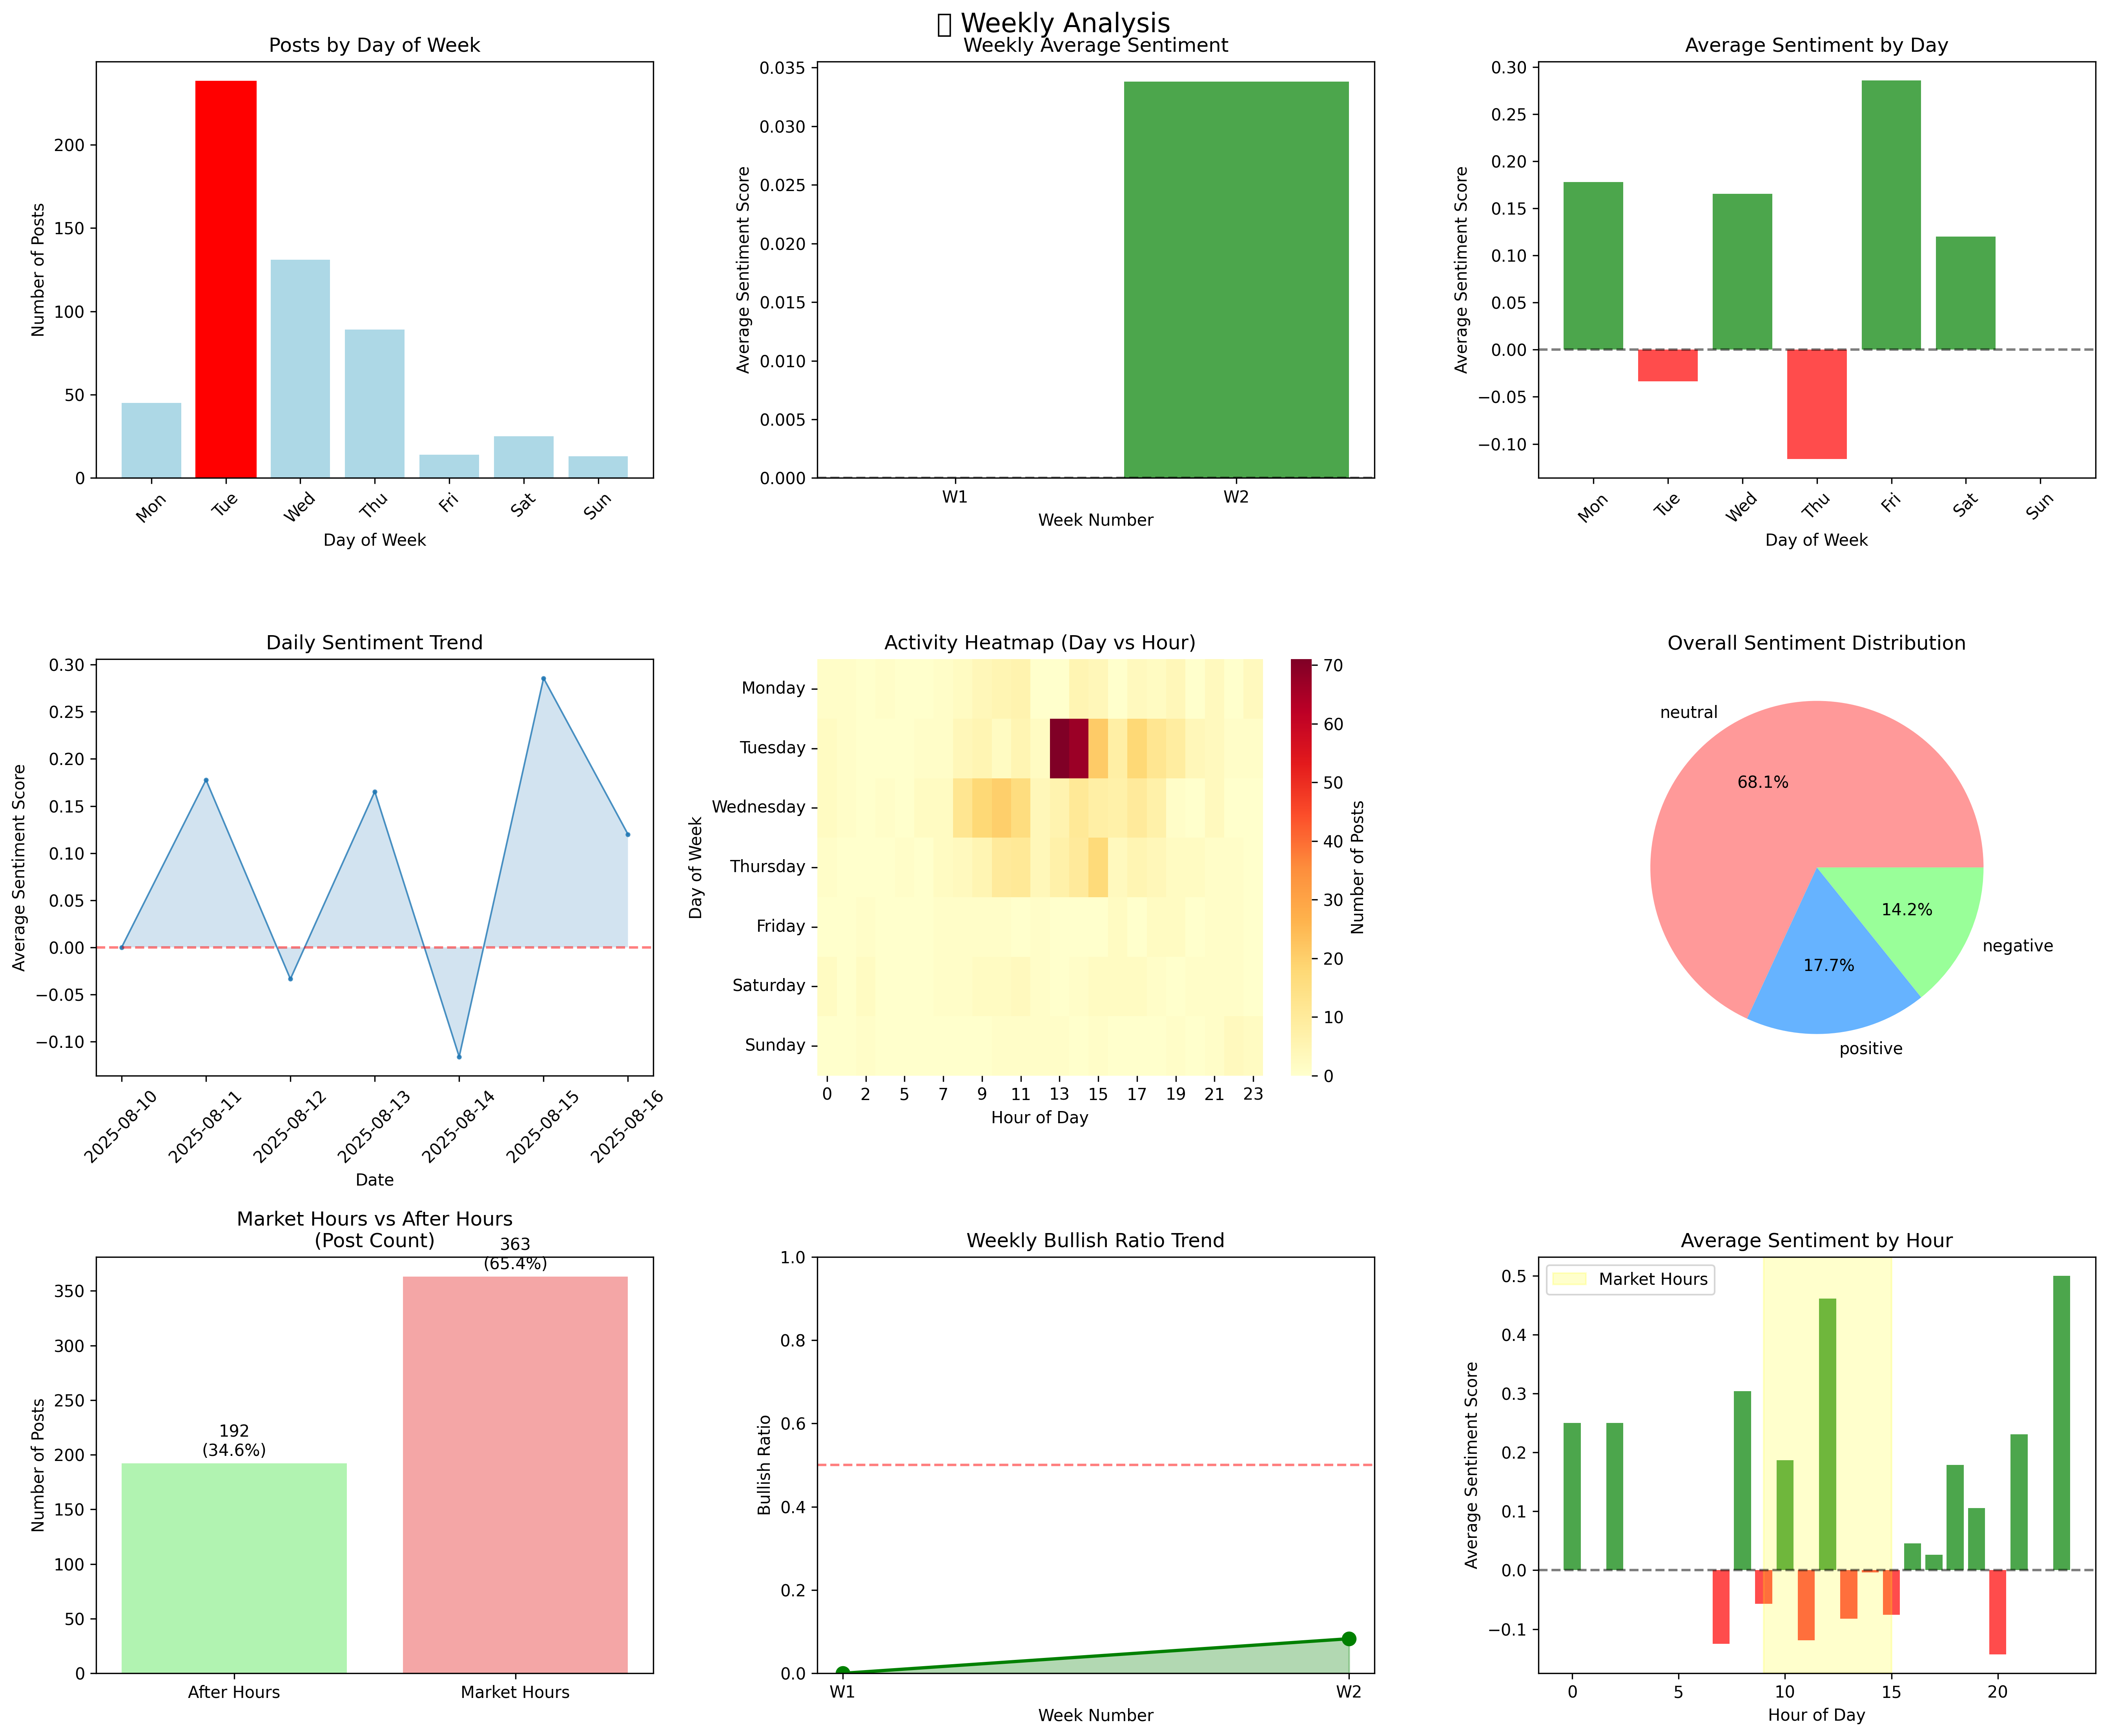 ▯ Weekly Analysis
Posts by Day of Week
Number of Posts
200
150
100
50
0
Mon
Tue
Wed
Thu
Fri
Sat
Sun
Day of Week
Weekly Average Sentiment
Average Sentiment Score
0.035
0.030
0.025
0.020
0.015
0.010
0.005
0.000
W1
W2
Week Number
Average Sentiment by Day
Average Sentiment Score
0.30
0.25
0.20
0.15
0.10
0.05
0.00
−0.05
−0.10
Mon
Tue
Wed
Thu
Fri
Sat
Sun
Day of Week
Daily Sentiment Trend
Average Sentiment Score
0.30
0.25
0.20
0.15
0.10
0.05
0.00
−0.05
−0.10
2025-08-10
2025-08-11
2025-08-12
2025-08-13
2025-08-14
2025-08-15
2025-08-16
Date
Activity Heatmap (Day vs Hour)
Day of Week
Monday
Tuesday
Wednesday
Thursday
Friday
Saturday
Sunday
0
2
5
7
9
11
13
15
17
19
21
23
Hour of Day
70
60
50
40
30
20
10
0
Number of Posts
Overall Sentiment Distribution
neutral
68.1%
14.2%
negative
17.7%
positive
Market Hours vs After Hours
(Post Count)
Number of Posts
350
300
250
200
150
100
50
0
192
(34.6%)
363
(65.4%)
After Hours
Market Hours
Weekly Bullish Ratio Trend
Bullish Ratio
1.0
0.8
0.6
0.4
0.2
0.0
W1
W2
Week Number
Average Sentiment by Hour
Market Hours
Average Sentiment Score
0.5
0.4
0.3
0.2
0.1
0.0
−0.1
0
5
10
15
20
Hour of Day